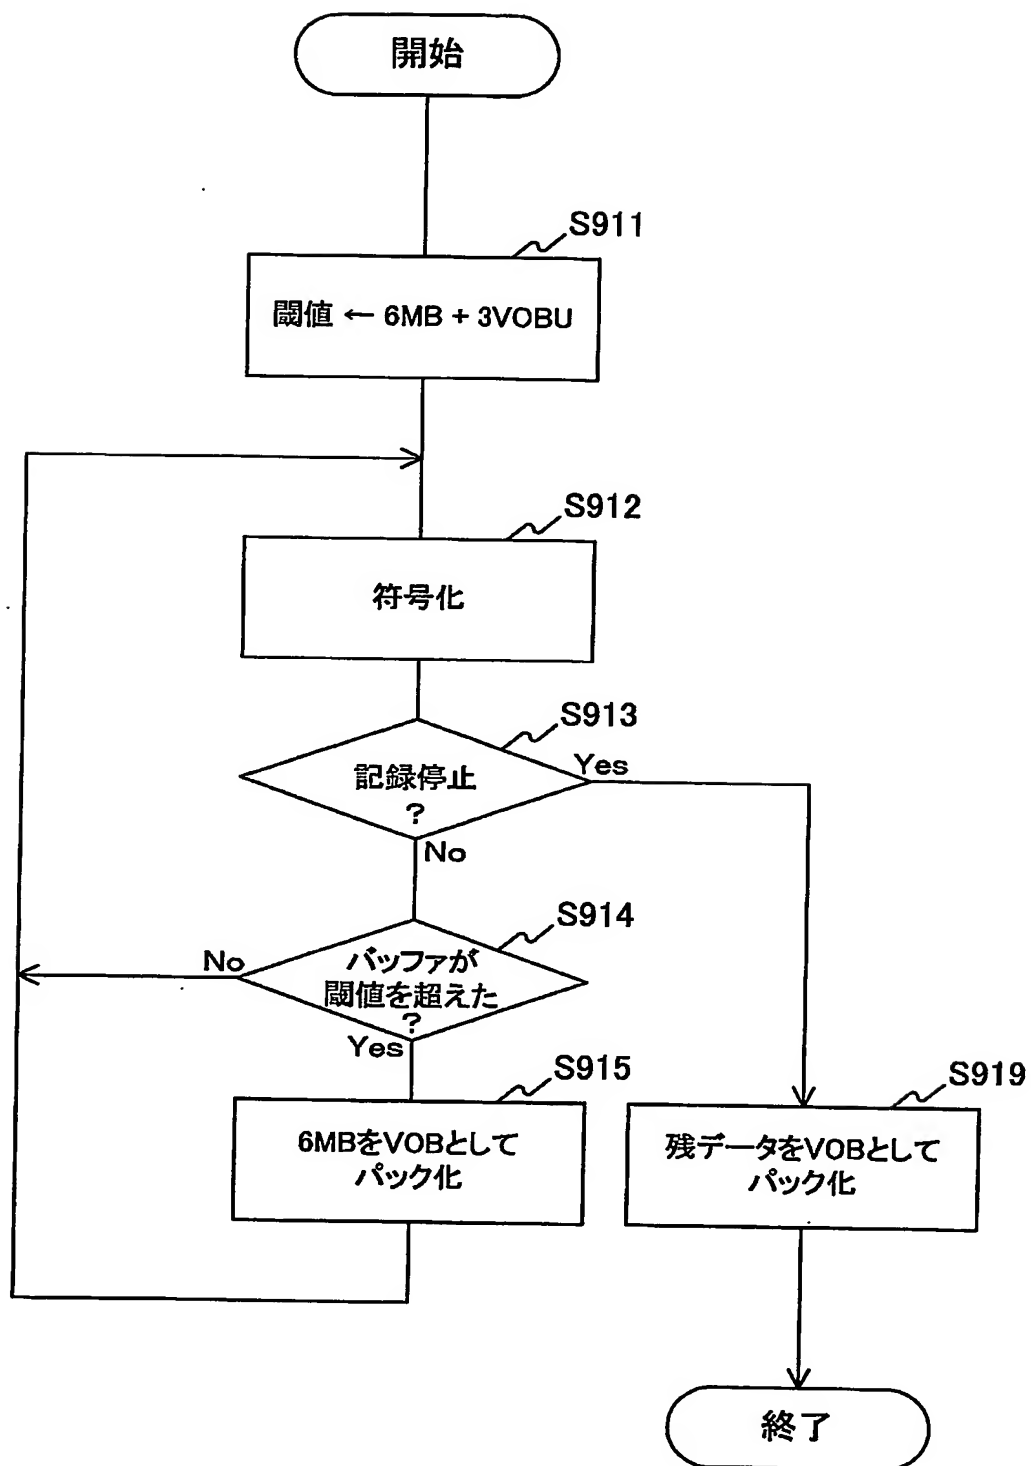 開始
S911
閾値 ← 6MB + 3VOBU
S912
符号化
S913
記録停止
?
Yes
No
S914
バッファが
閾値を超えた
?
No
Yes
S915
6MBをVOBとして
パック化
S919
残データをVOBとして
パック化
終了